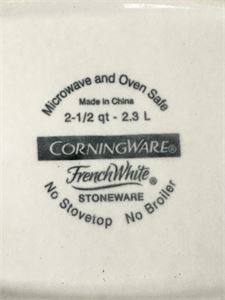 Microwave and Oven Safe
Made in China
2-1/2 qt - 2.3 L
CORNINGWARE®
French White®
STONEWARE
No Stovetop No Broiler